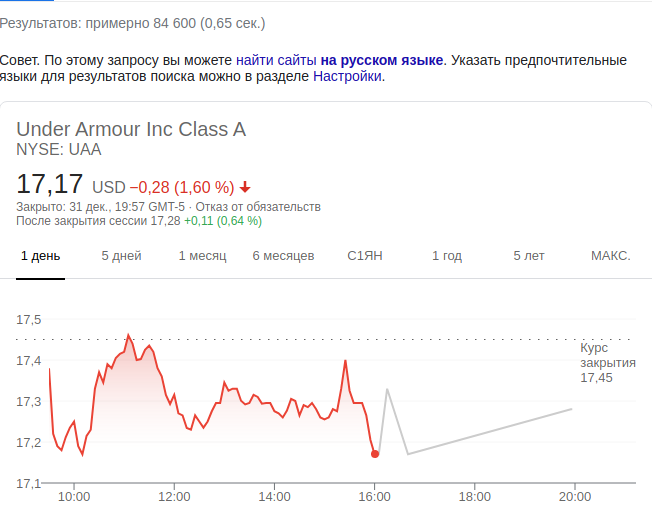 Результатов: примерно 84 600 (0,65 сек.)
Совет. По этому запросу вы можете найти сайты на русском языке. Указать предпочтительные
языки для результатов поиска можно в разделе Настройки.
Under Armour Inc Class A
NYSE: UAA
17,17 USD −0,28 (1,60 %)
Закрыто: 31 дек., 19:57 GMT-5 · Отказ от обязательств
После закрытия сессии 17,28 +0,11 (0,64 %)
1 день 5 дней 1 месяц 6 месяцев С1ЯН 1 год 5 лет МАКС.
17,5
Курс
закрытия
17,45
17,4
17,3
17,2
17,1
10:00 12:00 14:00 16:00 18:00 20:00